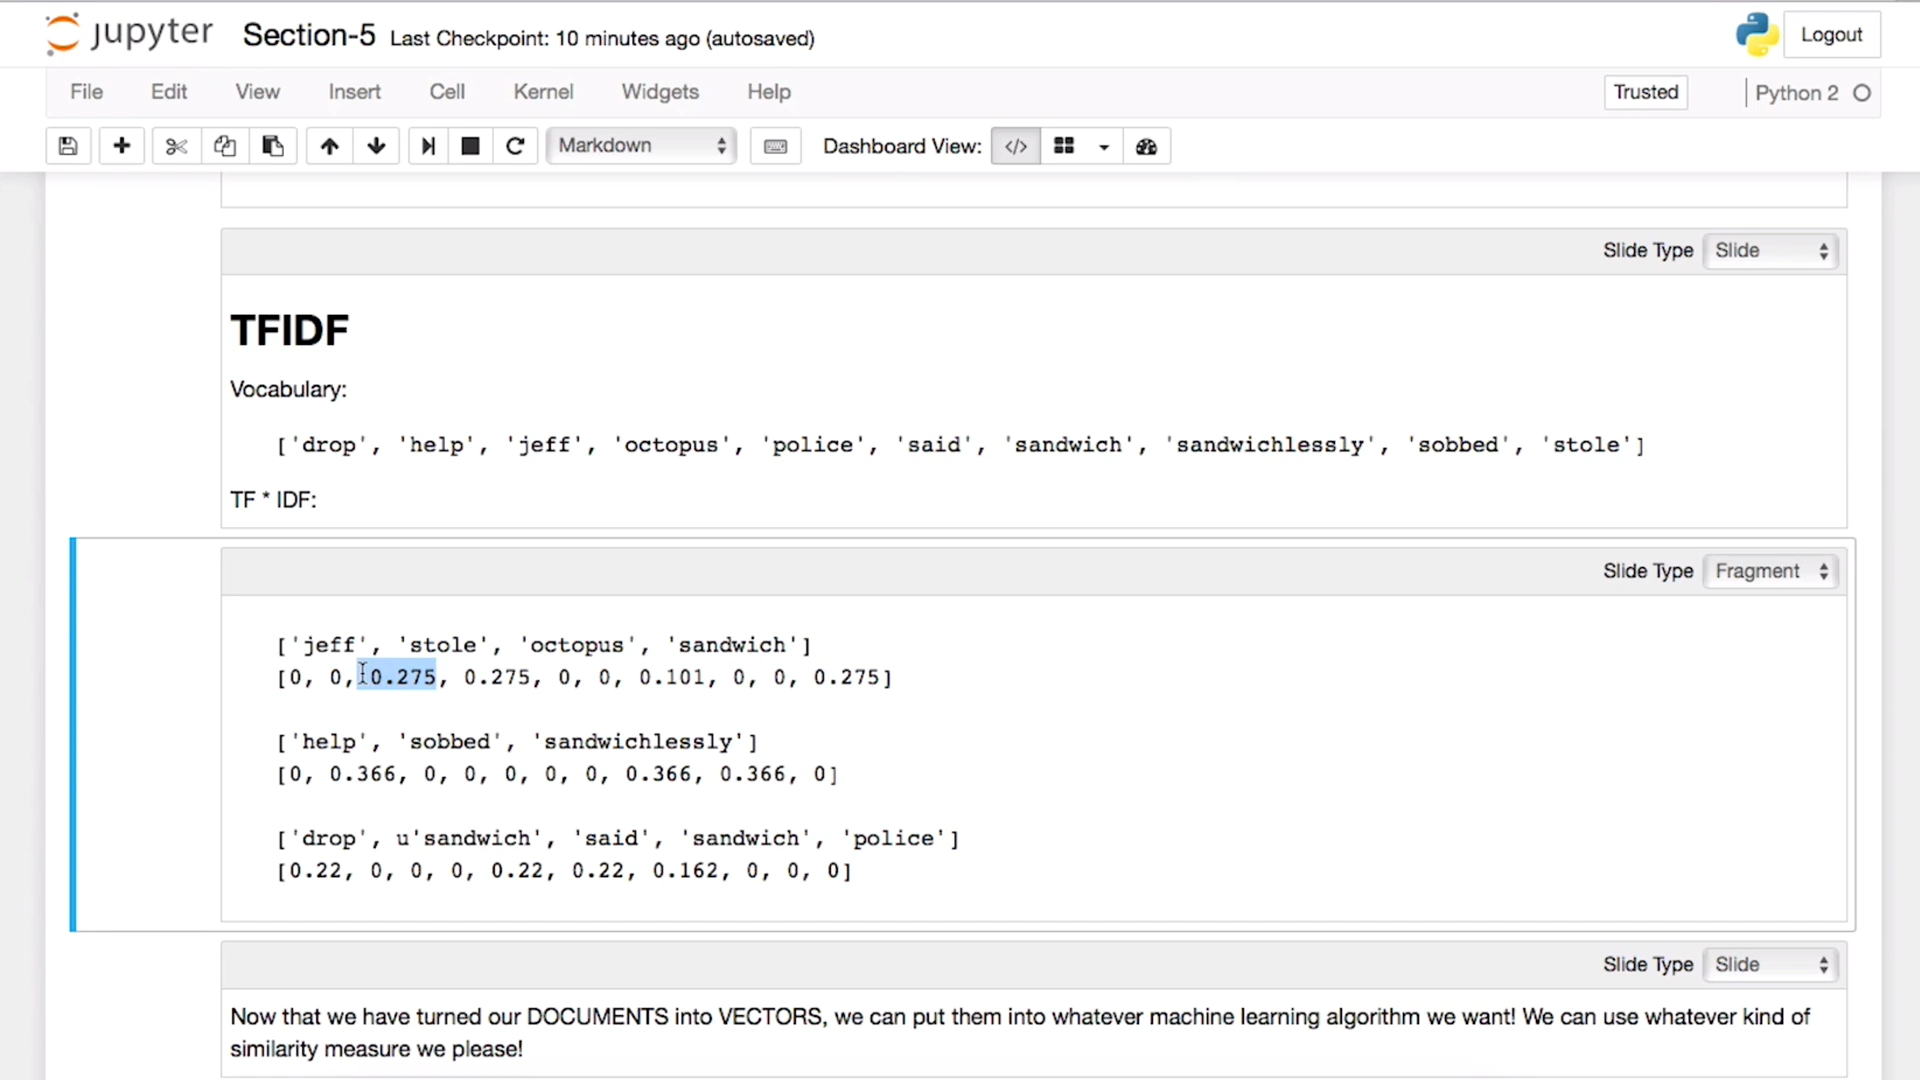 jupyter Section-5 Last Checkpoint: 10 minutes ago (autosaved) Logout
File Edit View Insert Cell Kernel Widgets Help Trusted Python 2
Markdown Dashboard View: </>
Slide Type Slide
TFIDF
Vocabulary:
['drop', 'help', 'jeff', 'octopus', 'police', 'said', 'sandwich', 'sandwichlessly', 'sobbed', 'stole']
TF * IDF:
Slide Type Fragment
['jeff', 'stole', 'octopus', 'sandwich']
[0, 0, 0.275, 0.275, 0, 0, 0.101, 0, 0, 0.275]
['help', 'sobbed', 'sandwichlessly']
[0, 0.366, 0, 0, 0, 0, 0, 0.366, 0.366, 0]
['drop', u'sandwich', 'said', 'sandwich', 'police']
[0.22, 0, 0, 0, 0.22, 0.22, 0.162, 0, 0, 0]
Slide Type Slide
Now that we have turned our DOCUMENTS into VECTORS, we can put them into whatever machine learning algorithm we want! We can use whatever kind of
similarity measure we please!